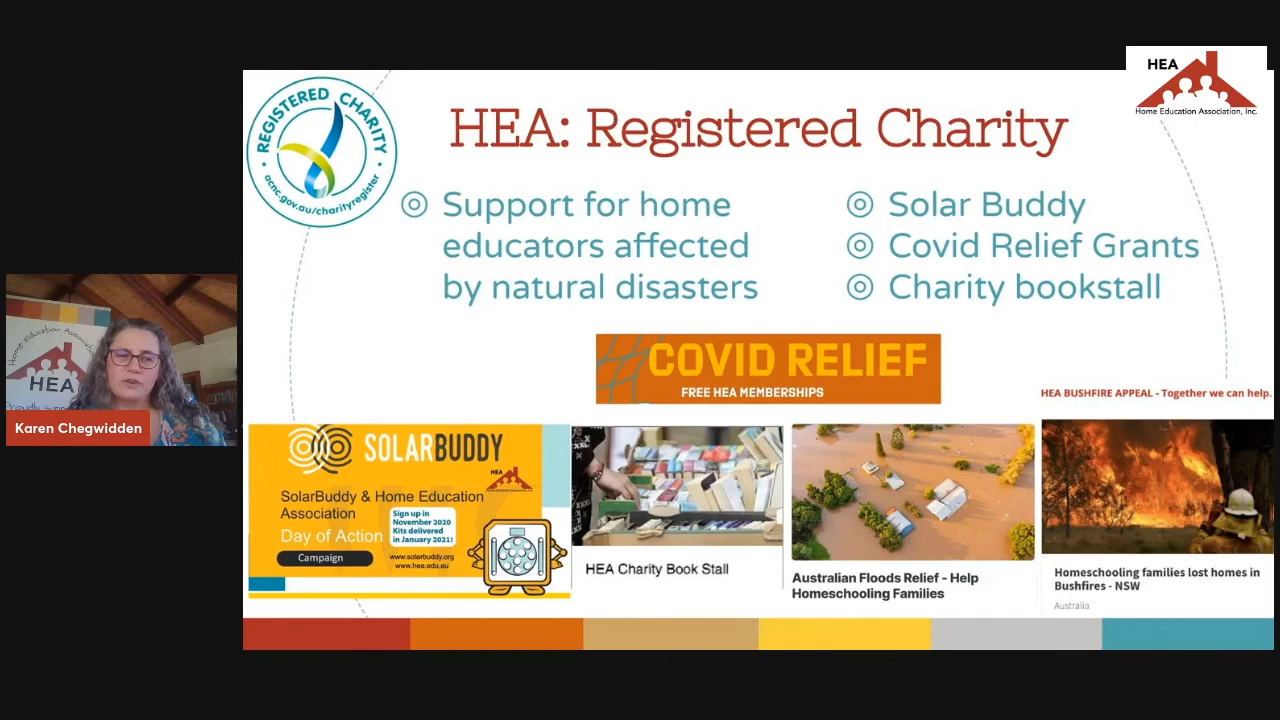 HEA
Home Education Association, Inc.
REGISTERED CHARITY
acnc.gov.au/charityregister
HEA: Registered Charity
Support for home
educators affected
by natural disasters
Solar Buddy
Covid Relief Grants
Charity bookstall
COVID RELIEF
FREE HEA MEMBERSHIPS
HEA BUSHFIRE APPEAL - Together we can help.
Home Education Association
HEA
Karen Chegwidden
SOLARBUDDY
HEA
SolarBuddy & Home Education
Association
Day of Action
Campaign
Sign up in
November 2020
Kits delivered
in January 2021!
www.solarbuddy.org
www.hea.edu.au
HEA Charity Book Stall
Australian Floods Relief - Help
Homeschooling Families
Homeschooling families lost homes in
Bushfires - NSW
Australia